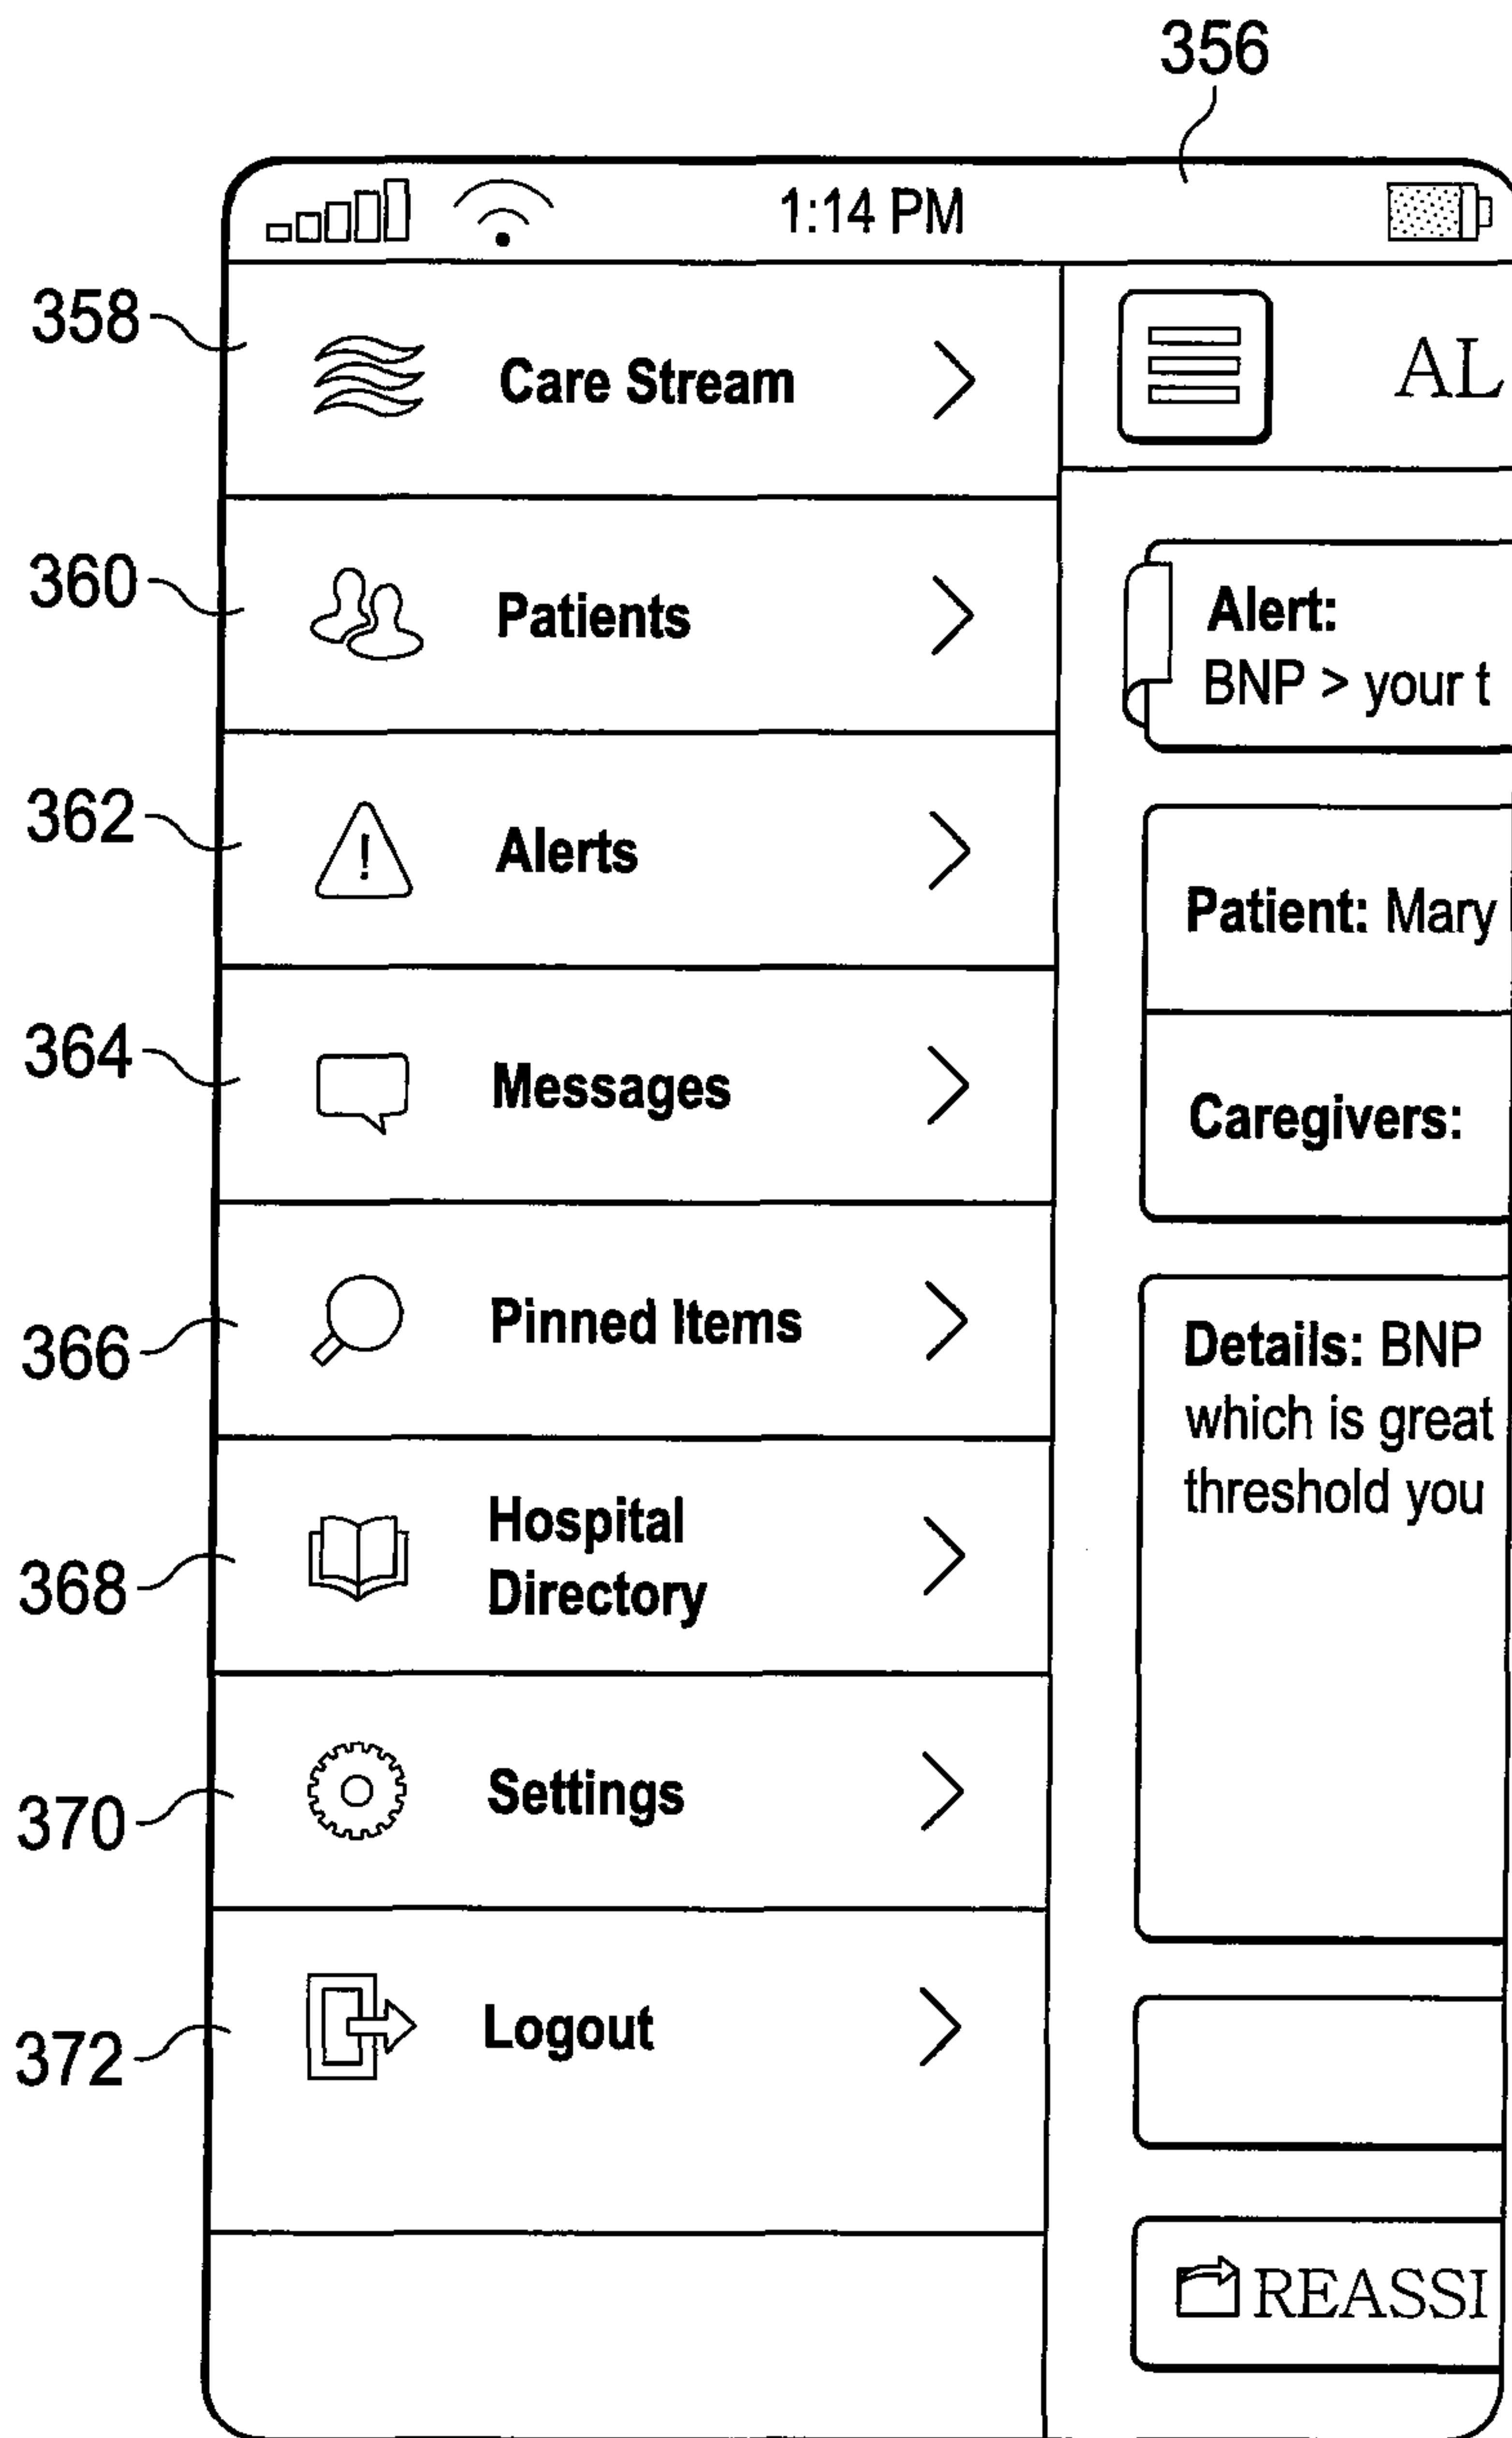 356
1:14 PM
358
Care Stream
AL
360
Patients
Alert:
BNP > your t
362
Alerts
Patient: Mary
364
Messages
Caregivers:
366
Pinned Items
Details: BNP
which is great
threshold you
368
Hospital
Directory
370
Settings
372
Logout
REASSI